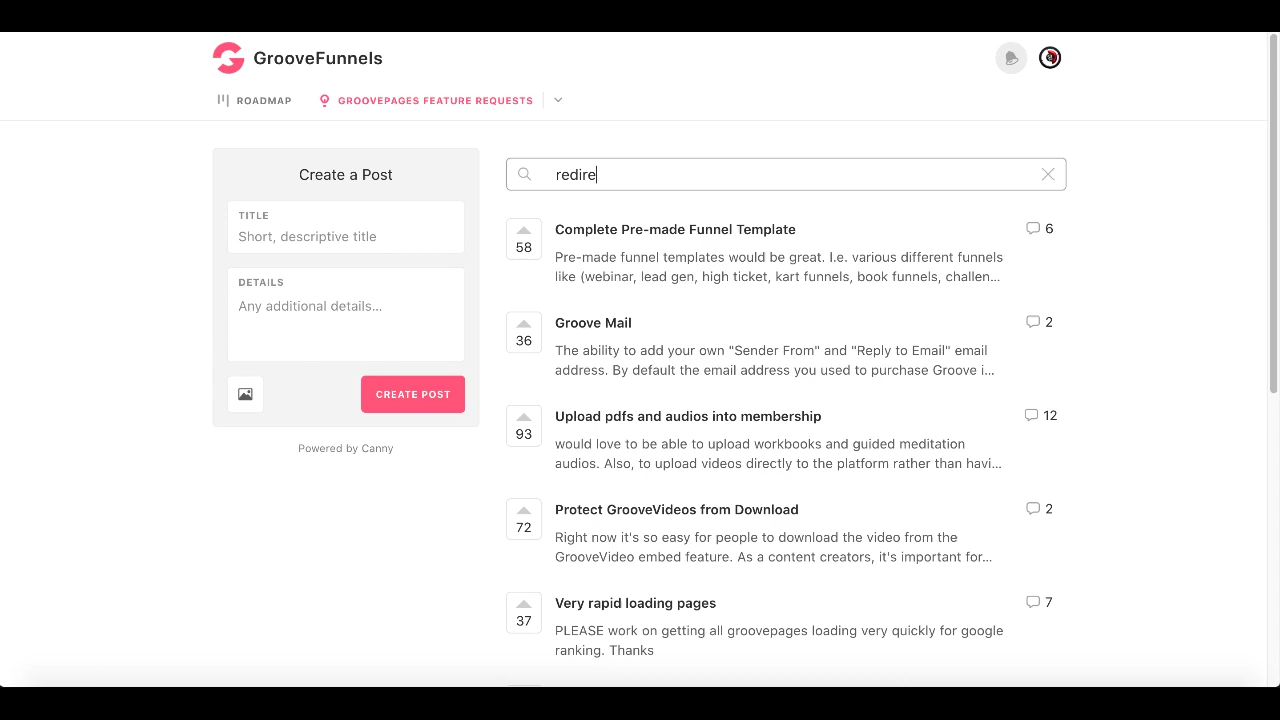 GrooveFunnels
ROADMAP
GROOVEPAGES FEATURE REQUESTS
Create a Post
TITLE
Short, descriptive title
DETAILS
Any additional details...
CREATE POST
Powered by Canny
redire
58
Complete Pre-made Funnel Template
6
Pre-made funnel templates would be great. I.e. various different funnels
like (webinar, lead gen, high ticket, kart funnels, book funnels, challen...
36
Groove Mail
2
The ability to add your own "Sender From" and "Reply to Email" email
address. By default the email address you used to purchase Groove i...
93
Upload pdfs and audios into membership
12
would love to be able to upload workbooks and guided meditation
audios. Also, to upload videos directly to the platform rather than havi...
72
Protect GrooveVideos from Download
2
Right now it's so easy for people to download the video from the
GrooveVideo embed feature. As a content creators, it's important for...
37
Very rapid loading pages
7
PLEASE work on getting all groovepages loading very quickly for google
ranking. Thanks